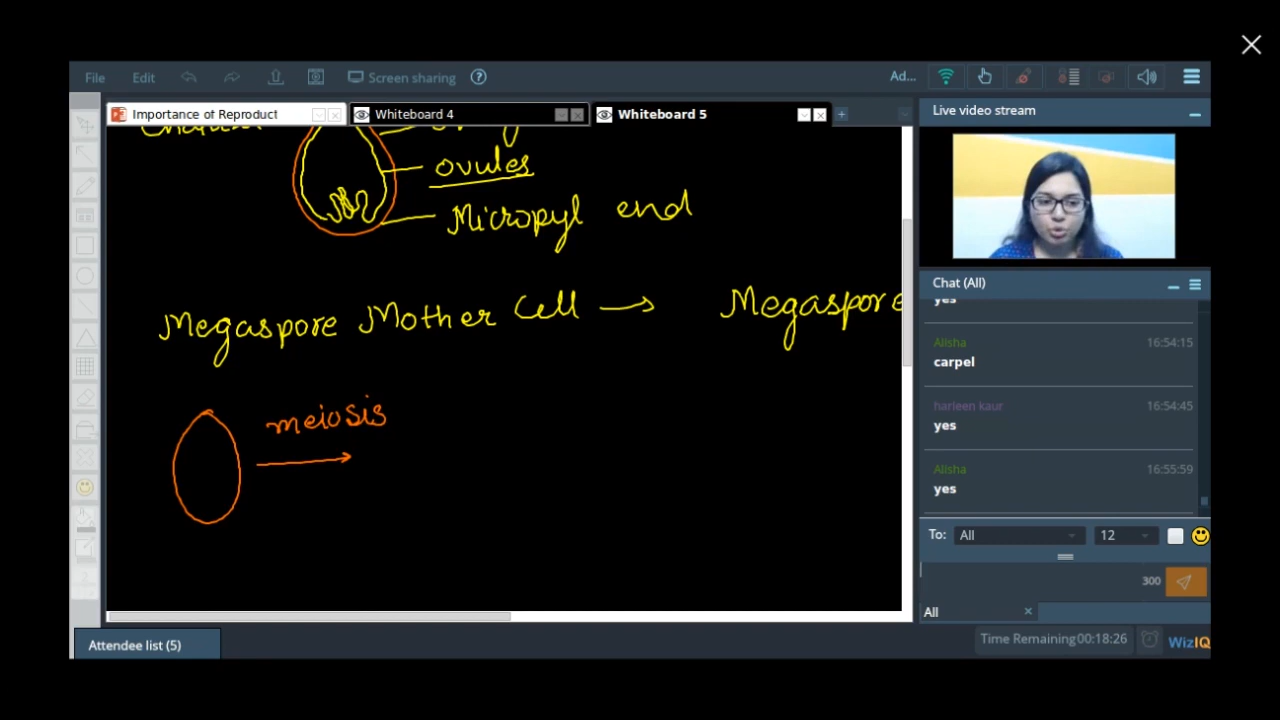 File Edit Screen sharing ? Ad...
Importance of Reproduct Whiteboard 4 Whiteboard 5 +
ovules
Micropyl end
Megaspore Mother Cell → Megaspore
meiosis
Live video stream
Chat (All)
yes
Alisha 16:54:15
carpel
harleen kaur 16:54:45
yes
Alisha 16:55:59
yes
To: All 12
300
All
Attendee list (5)
Time Remaining 00:18:26 WizIQ